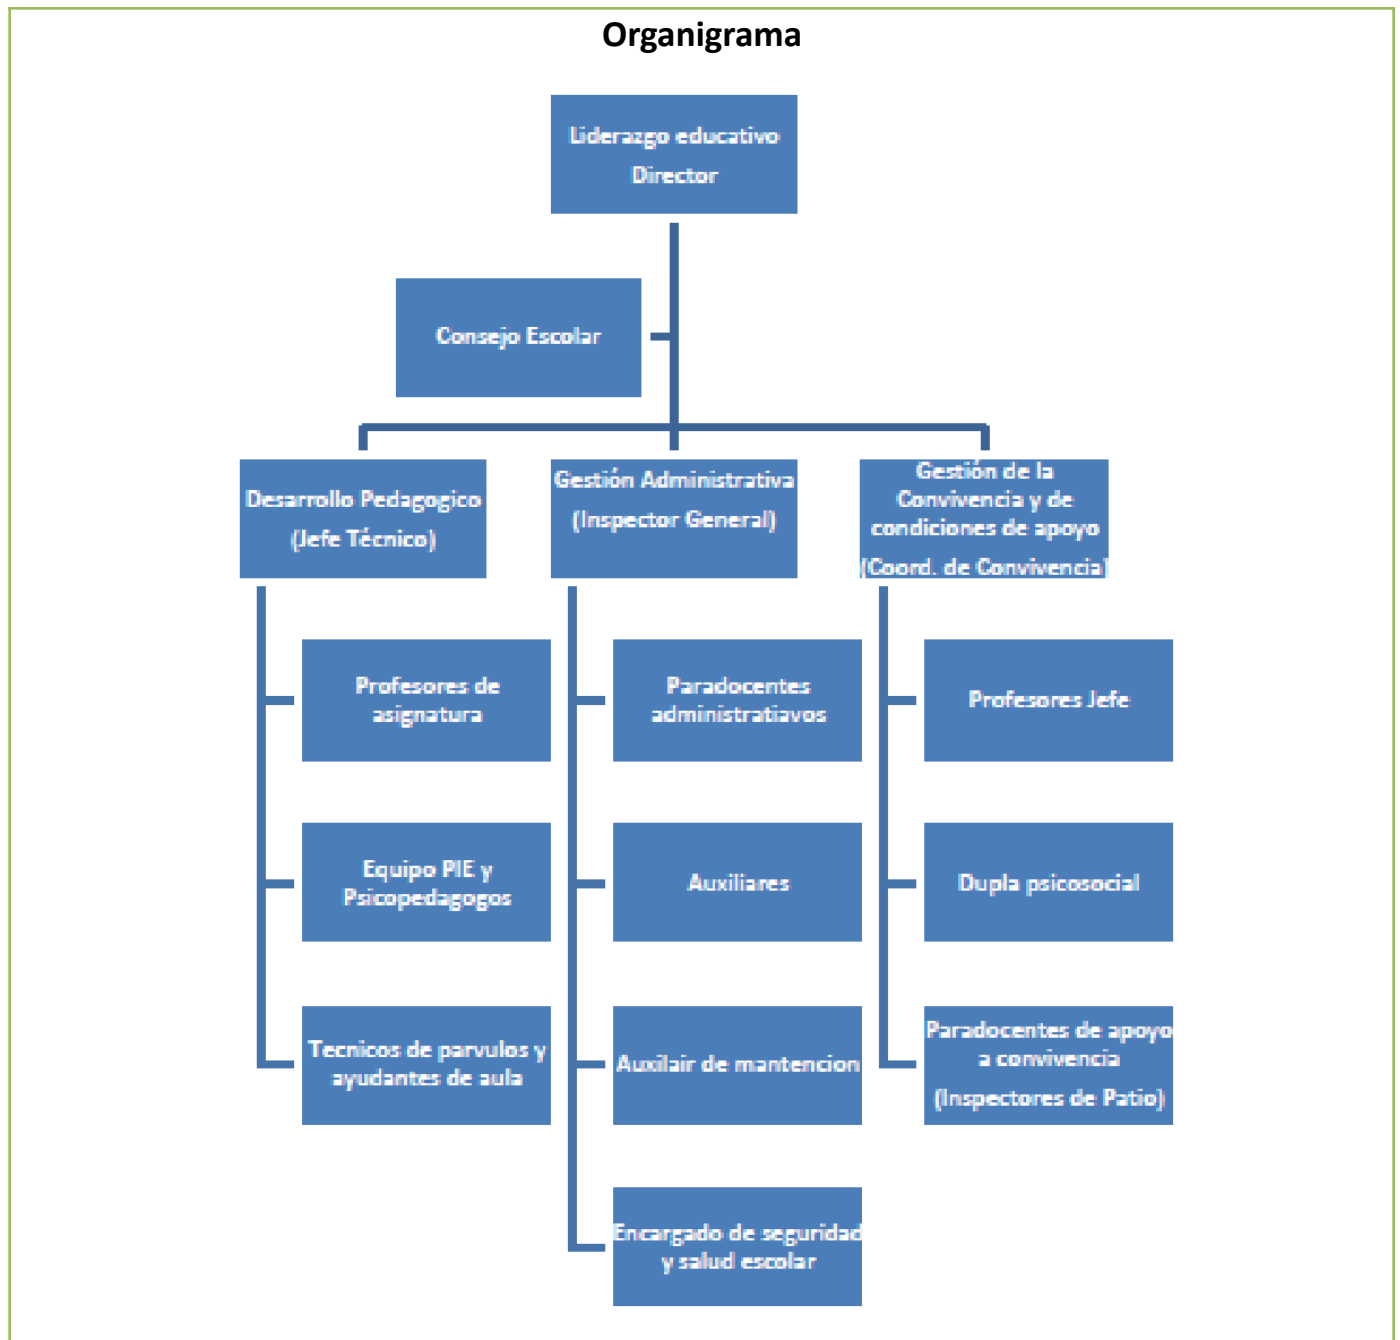 Organigrama
Liderazgo educativo
Director
Consejo Escolar
Desarrollo Pedagogico
(Jefe Técnico)
Gestión Administrativa
(Inspector General)
Gestión de la
Convivencia y de
condiciones de apoyo
(Coord. de Convivencia)
Profesores de
asignatura
Paradocentes
administratiavos
Profesores Jefe
Equipo PIE y
Psicopedagogos
Auxiliares
Dupla psicosocial
Tecnicos de parvulos y
ayudantes de aula
Auxilair de mantencion
Paradocentes de apoyo
a convivencia
(Inspectores de Patio)
Encargado de seguridad
y salud escolar